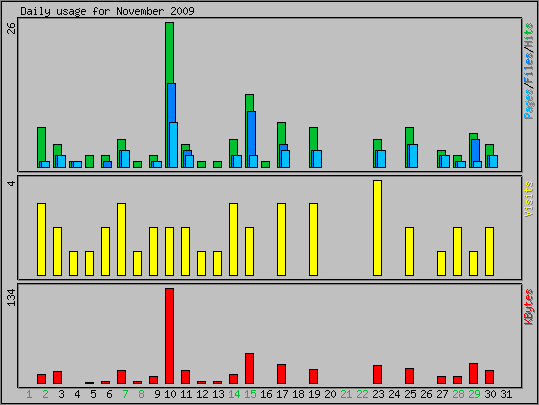 Daily usage for November 2009
26
Pages/Files/Hits
4
Visits
134
KBytes
1 2 3 4 5 6 7 8 9 10 11 12 13 14 15 16 17 18 19 20 21 22 23 24 25 26 27 28 29 30 31